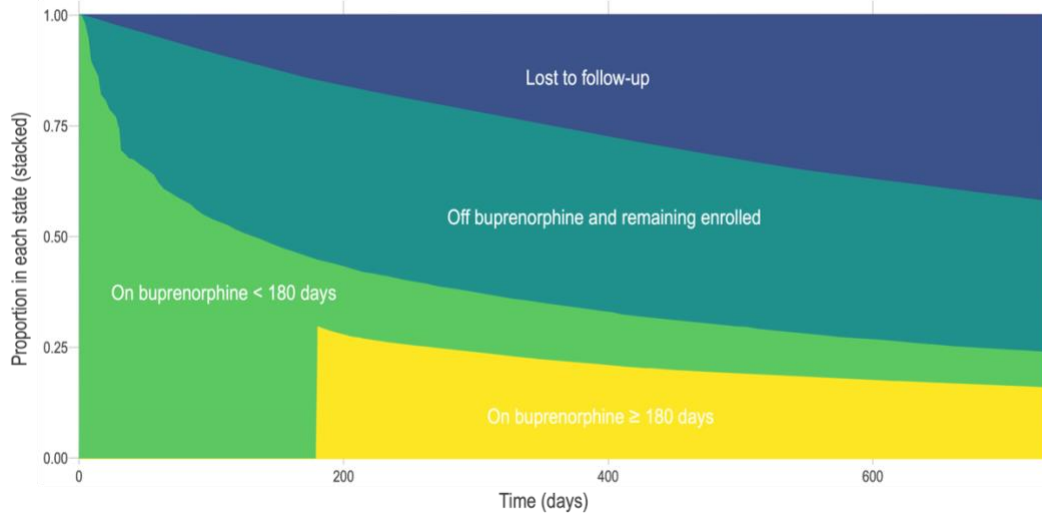 1.00
Lost to follow-up
0.75
Proportion in each state (stacked)
Off buprenorphine and remaining enrolled
0.50
On buprenorphine < 180 days
0.25
On buprenorphine ≥ 180 days
0.00
0 200 400 600
Time (days)